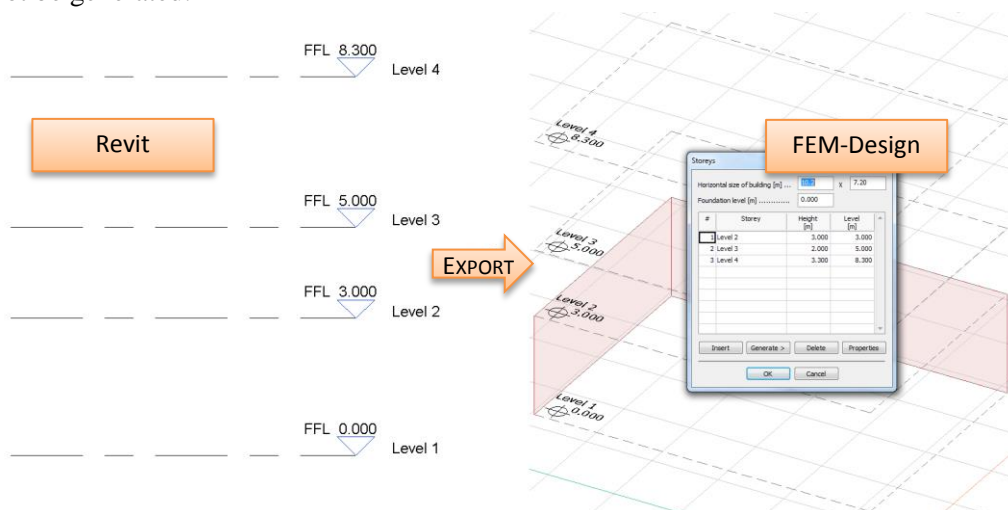 FFL 8.300
Level 4
Revit
FFL 5.000
Level 3
EXPORT
FFL 3.000
Level 2
FFL 0.000
Level 1
FEM-Design
Level 4
8.300
Level 3
5.000
Level 2
3.000
Level 1
0.000
Storeys
Horizontal size of building [m] ... x 7.20
Foundation level [m] ............. 0.000
# Storey Height [m] Level [m]
1 Level 2 3.000 3.000
2 Level 3 2.000 5.000
3 Level 4 3.300 8.300
Insert Generate > Delete Properties
OK Cancel